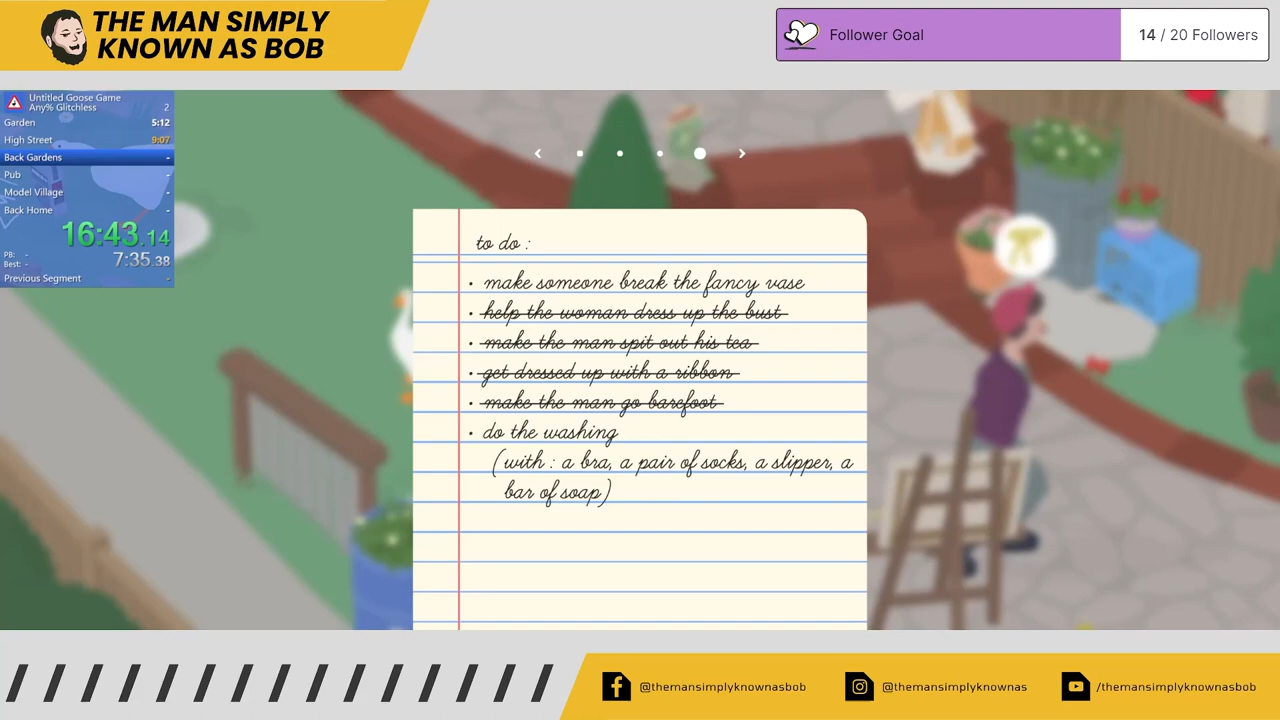 THE MAN SIMPLY
KNOWN AS BOB
Follower Goal
14 / 20 Followers
Untitled Goose Game
Any% Glitchless
2
Garden 5:12
High Street 9:07
Back Gardens -
Pub -
Model Village -
Back Home -
16:43.14
PB: -
Best: -
7:35.38
Previous Segment -
to do :
• make someone break the fancy vase
• help the woman dress up the bust
• make the man spit out his tea
• get dressed up with a ribbon
• make the man go barefoot
• do the washing
(with : a bra, a pair of socks, a slipper, a
bar of soap)
@themansimplyknownasbob
@themansimplyknownas
/themansimplyknownasbob